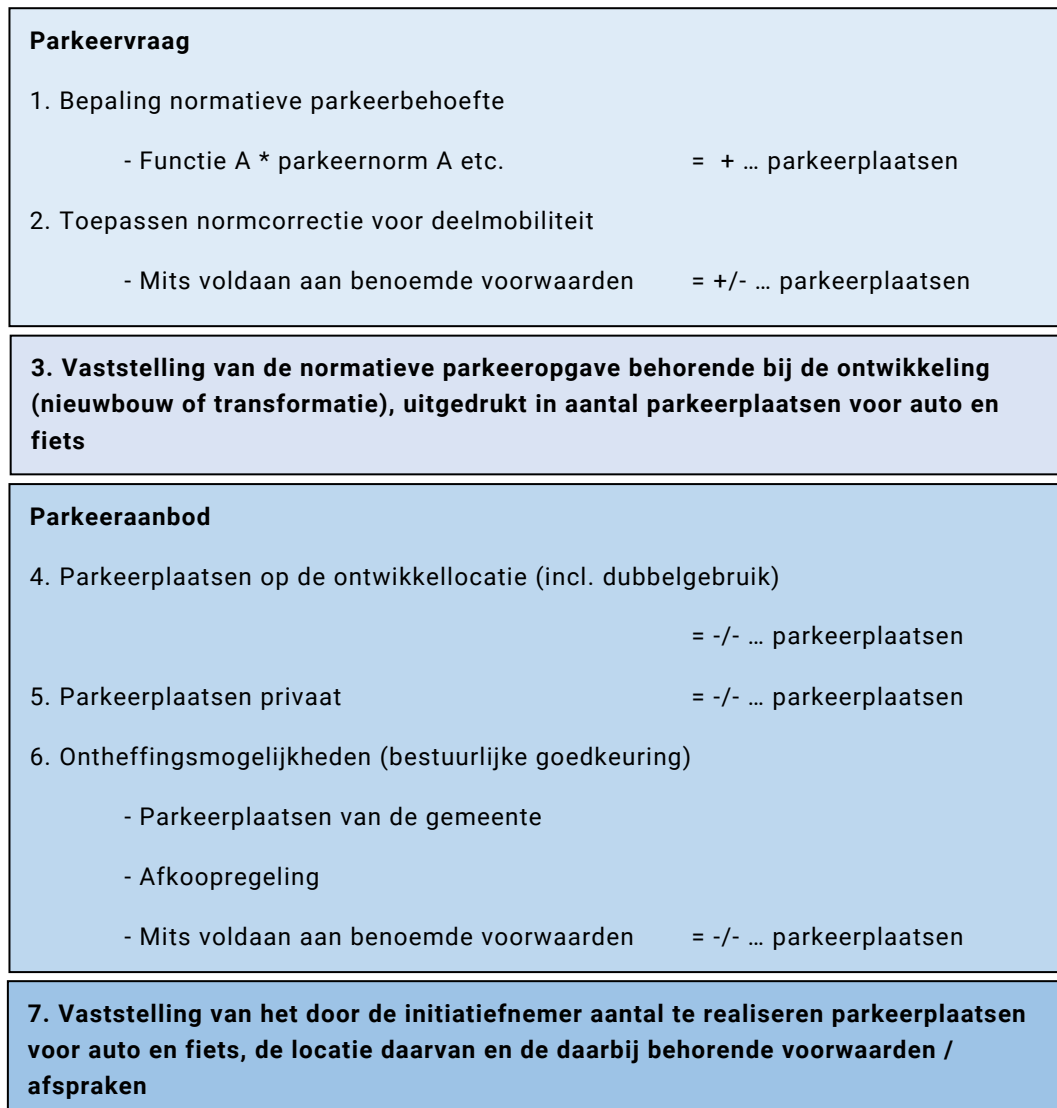 Parkeervraag
1. Bepaling normatieve parkeerbehoefte
- Functie A * parkeernorm A etc. = + … parkeerplaatsen
2. Toepassen normcorrectie voor deelmobiliteit
- Mits voldaan aan benoemde voorwaarden = +/- … parkeerplaatsen
3. Vaststelling van de normatieve parkeeropgave behorende bij de ontwikkeling
(nieuwbouw of transformatie), uitgedrukt in aantal parkeerplaatsen voor auto en
fiets
Parkeeraanbod
4. Parkeerplaatsen op de ontwikkellocatie (incl. dubbelgebruik)
= -/- … parkeerplaatsen
5. Parkeerplaatsen privaat = -/- … parkeerplaatsen
6. Ontheffingsmogelijkheden (bestuurlijke goedkeuring)
- Parkeerplaatsen van de gemeente
- Afkoopregeling
- Mits voldaan aan benoemde voorwaarden = -/- … parkeerplaatsen
7. Vaststelling van het door de initiatiefnemer aantal te realiseren parkeerplaatsen
voor auto en fiets, de locatie daarvan en de daarbij behorende voorwaarden /
afspraken